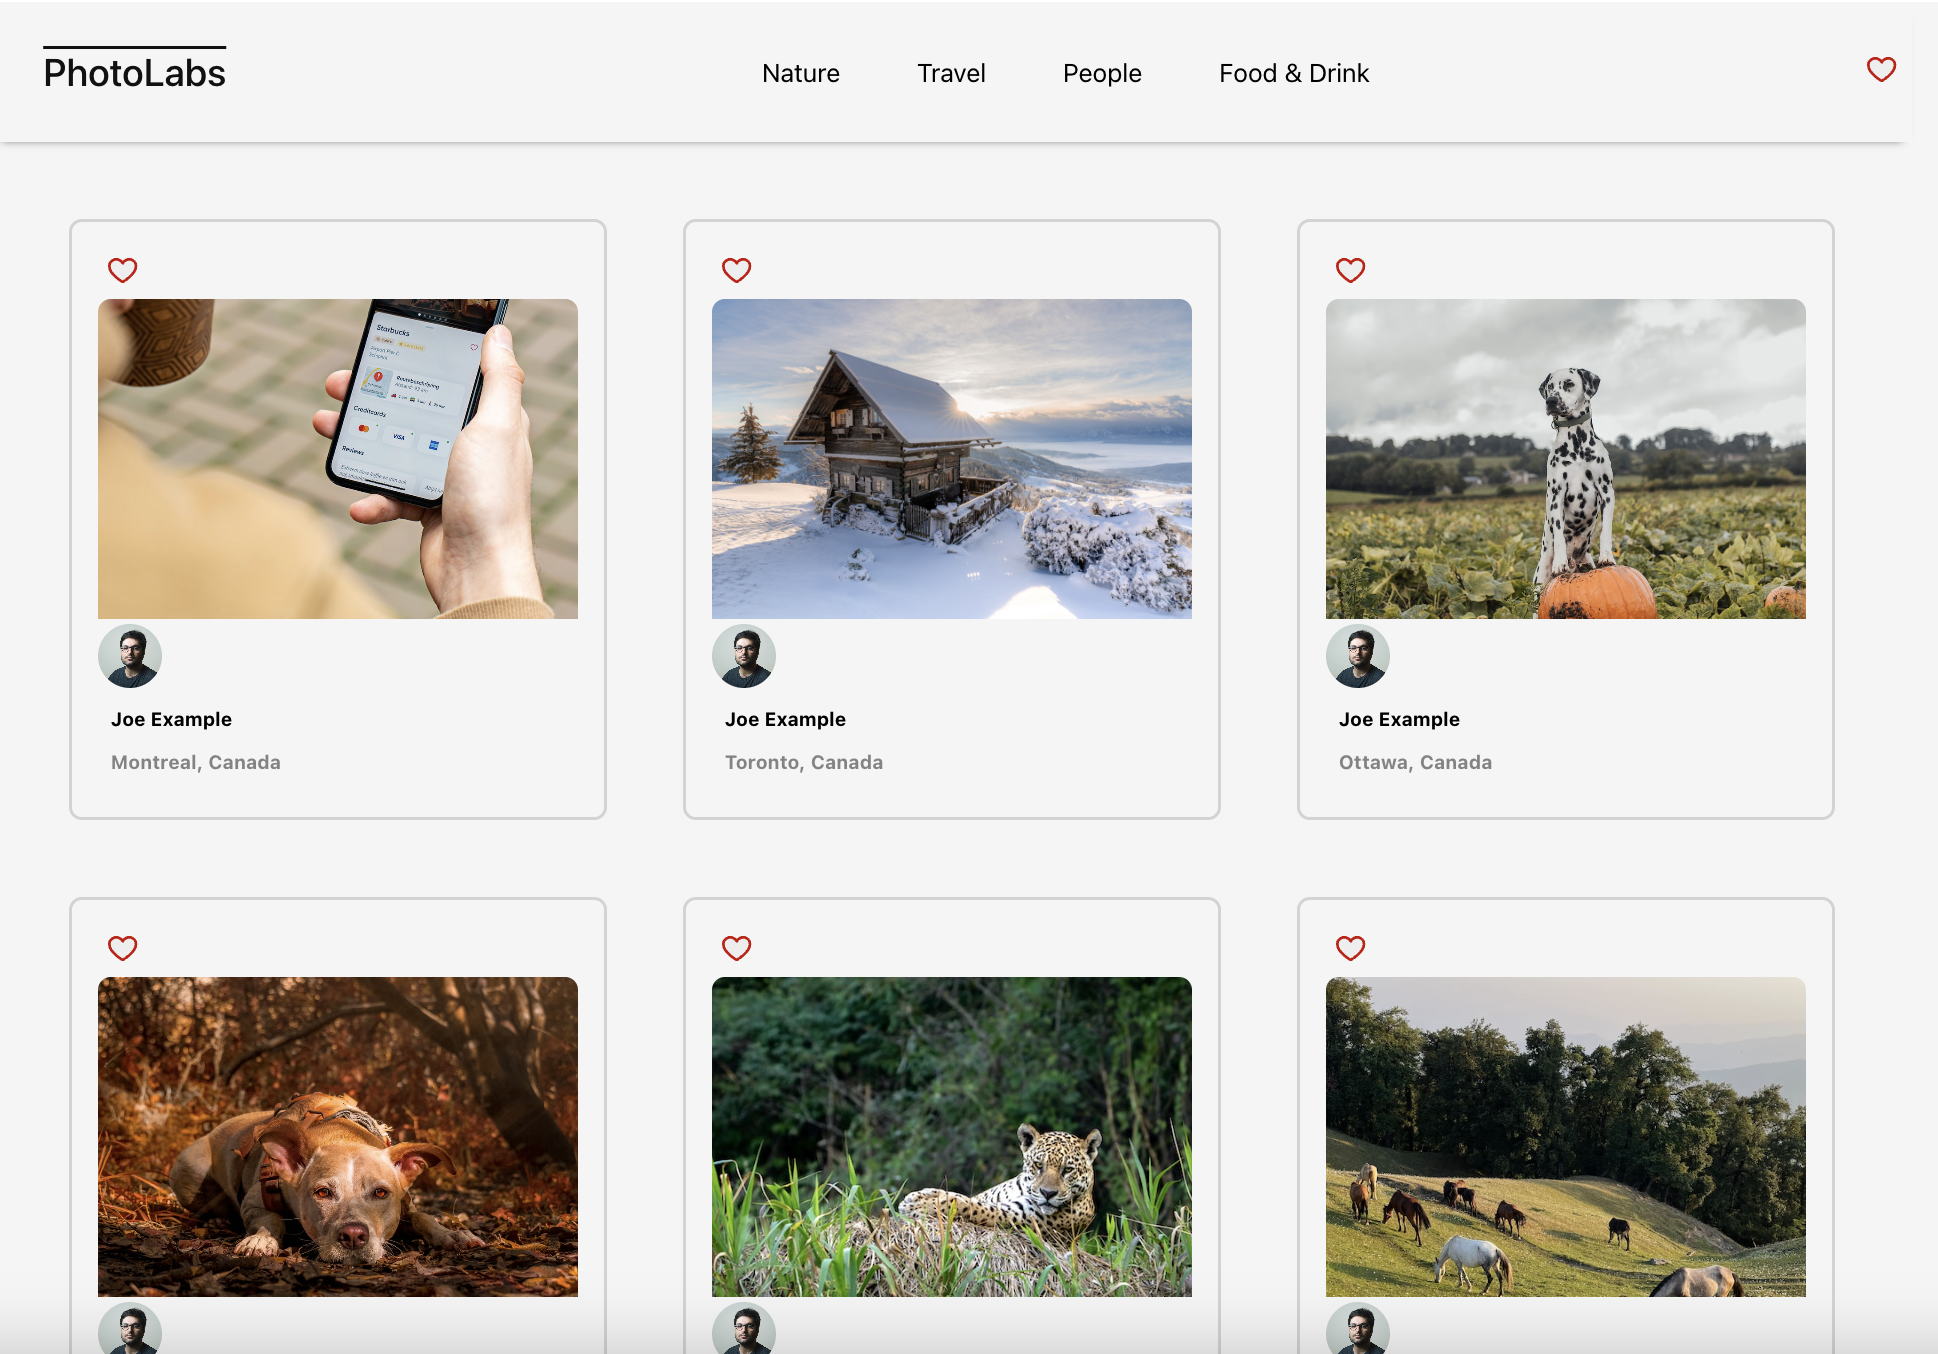 PhotoLabs
Nature
Travel
People
Food & Drink
Starbucks
Routebeschrijving
Creditcards
VISA
Reviews
Joe Example
Montreal, Canada
Joe Example
Toronto, Canada
Joe Example
Ottawa, Canada